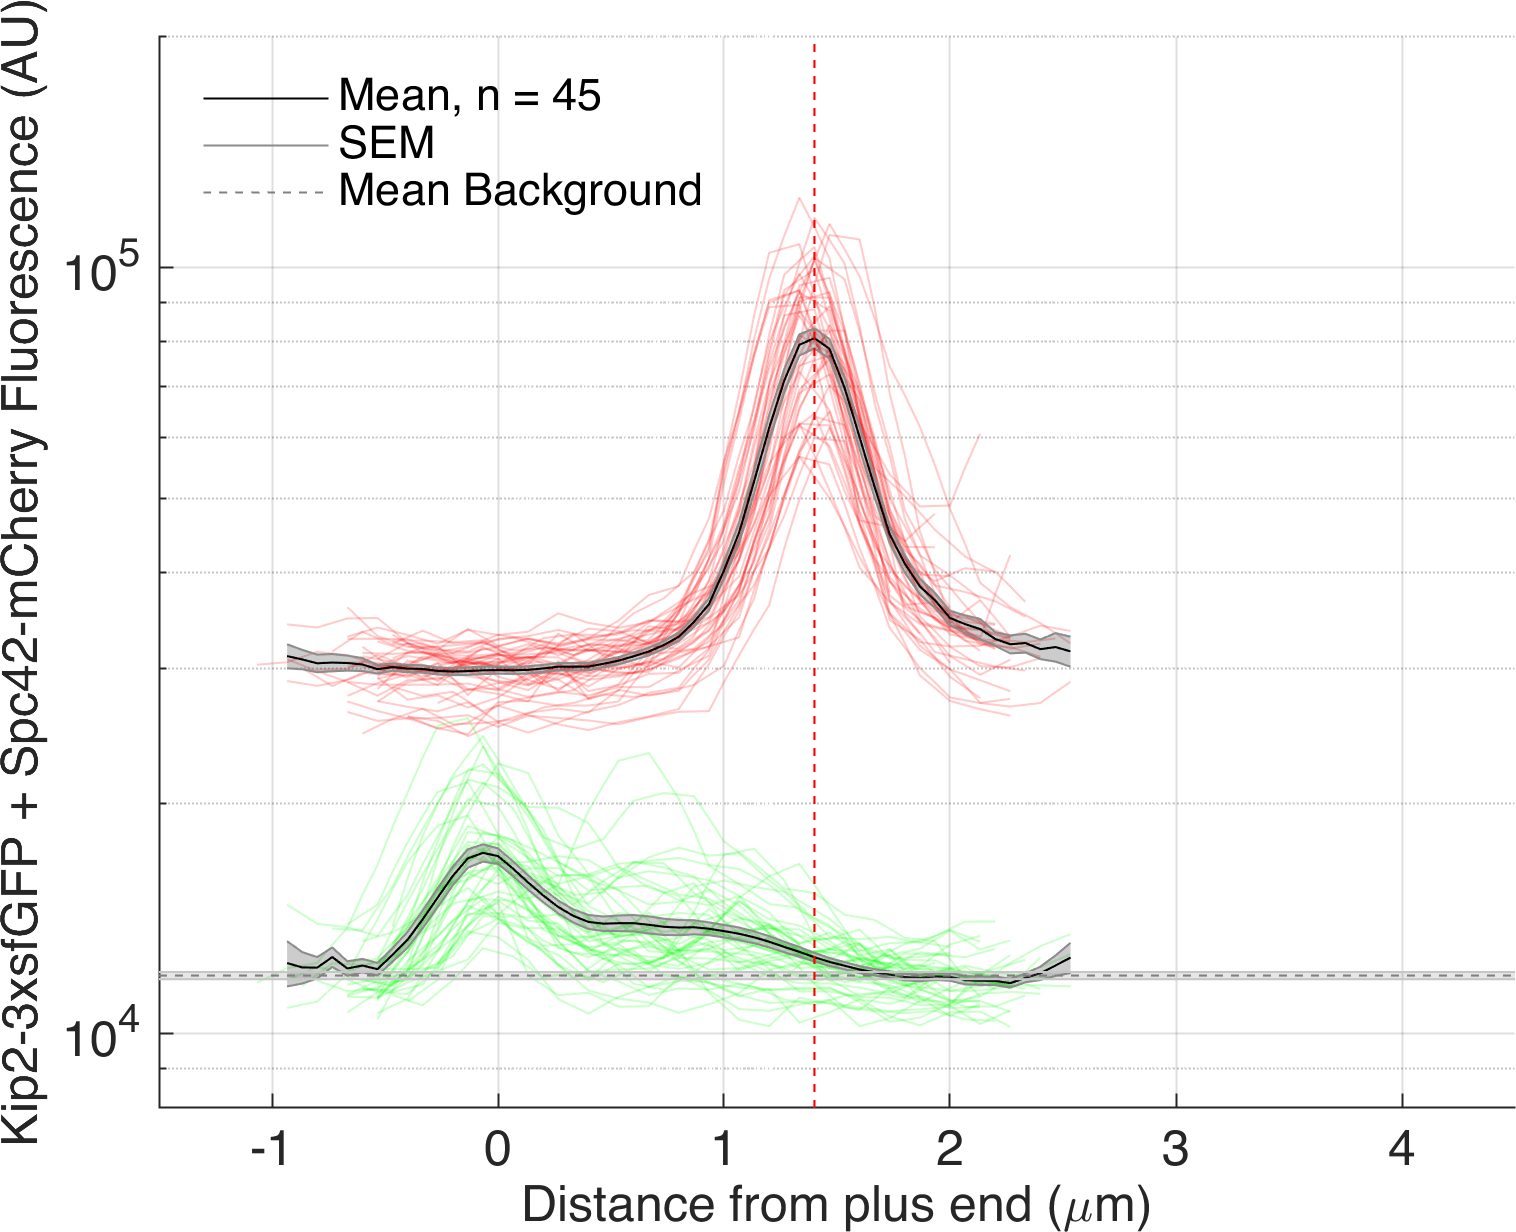 Kip2-3xsfGFP + Spc42-mCherry Fluorescence (AU)
Mean, n = 45
SEM
Mean Background
10^5
10^4
-1 0 1 2 3 4
Distance from plus end (μm)